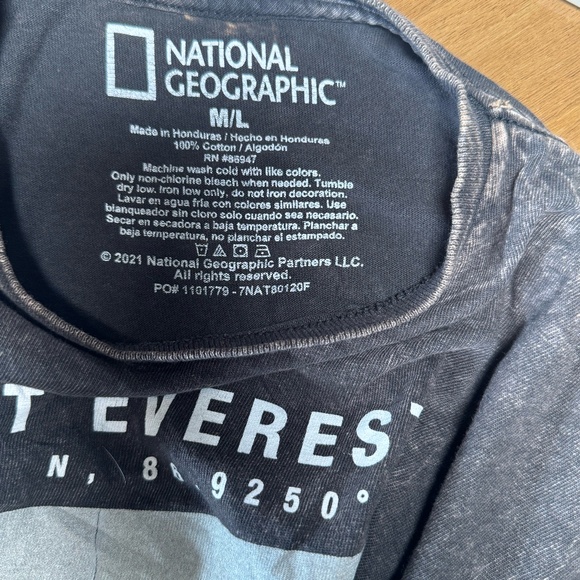 NATIONAL
GEOGRAPHIC™
M/L
Made in Honduras / Hecho en Honduras
100% Cotton / Algodón
RN #86947
Machine wash cold with like colors.
Only non-chlorine bleach when needed. Tumble
dry low. Iron low only, do not iron decoration.
Lavar en agua fría con colores similares. Use
blanqueador sin cloro solo cuando sea necesario.
Secar en secadora a baja temperatura. Planchar a
baja temperatura, no planchar el estampado.
© 2021 National Geographic Partners LLC.
All rights reserved.
PO# 1101779 - 7NAT80120F
T EVERES
N, 86.9250°